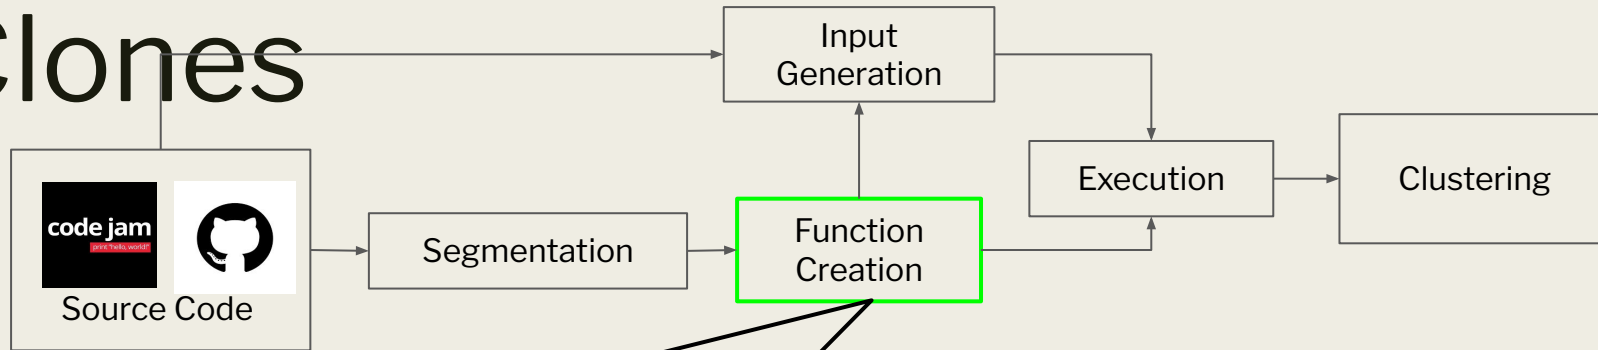 Clones
Input
Generation
Execution
Clustering
code jam
print "hello, world!"
Source Code
Segmentation
Function
Creation